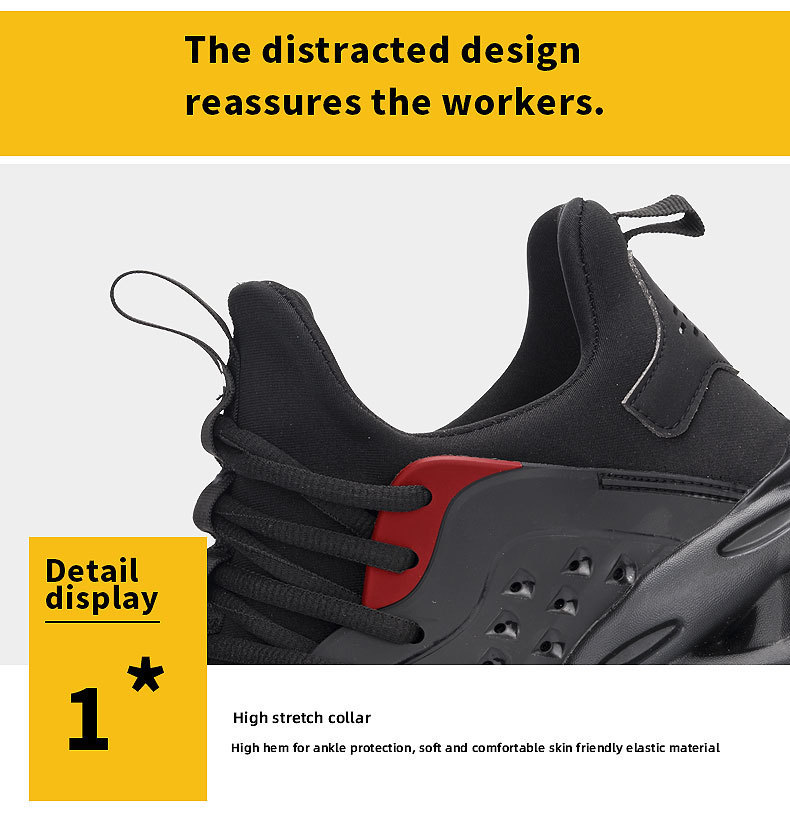 The distracted design
reassures the workers.
Detail
display
1*
High stretch collar
High hem for ankle protection, soft and comfortable skin friendly elastic material